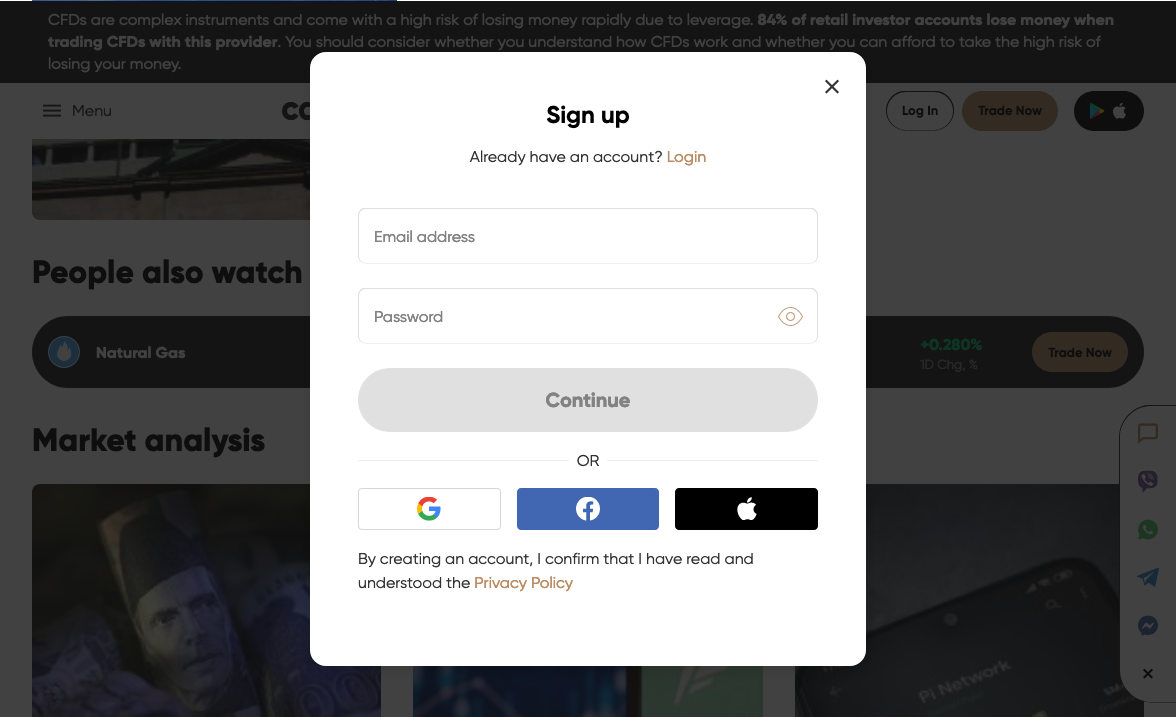 CFDs are complex instruments and come with a high risk of losing money rapidly due to leverage. 84% of retail investor accounts lose money when
trading CFDs with this provider. You should consider whether you understand how CFDs work and whether you can afford to take the high risk of
losing your money.
Menu
Log In
Trade Now
Sign up
Already have an account? Login
Email address
Password
Continue
OR
By creating an account, I confirm that I have read and
understood the Privacy Policy
People also watch
Natural Gas
+0.280%
1D Chg, %
Trade Now
Market analysis
Pi Network